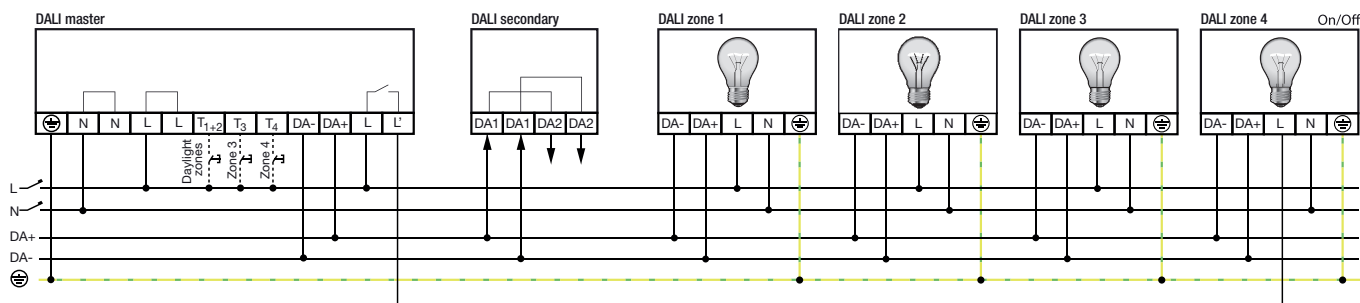 DALI master
DALI secondary
DALI zone 1
DALI zone 2
DALI zone 3
DALI zone 4
On/Off
N N L L T1+2 T3 T4 DA- DA+ L L'
DA1 DA1 DA2 DA2
DA- DA+ L N
DA- DA+ L N
DA- DA+ L N
DA- DA+ L N
Daylight
zones
Zone 3
Zone 4
L
N
DA+
DA-